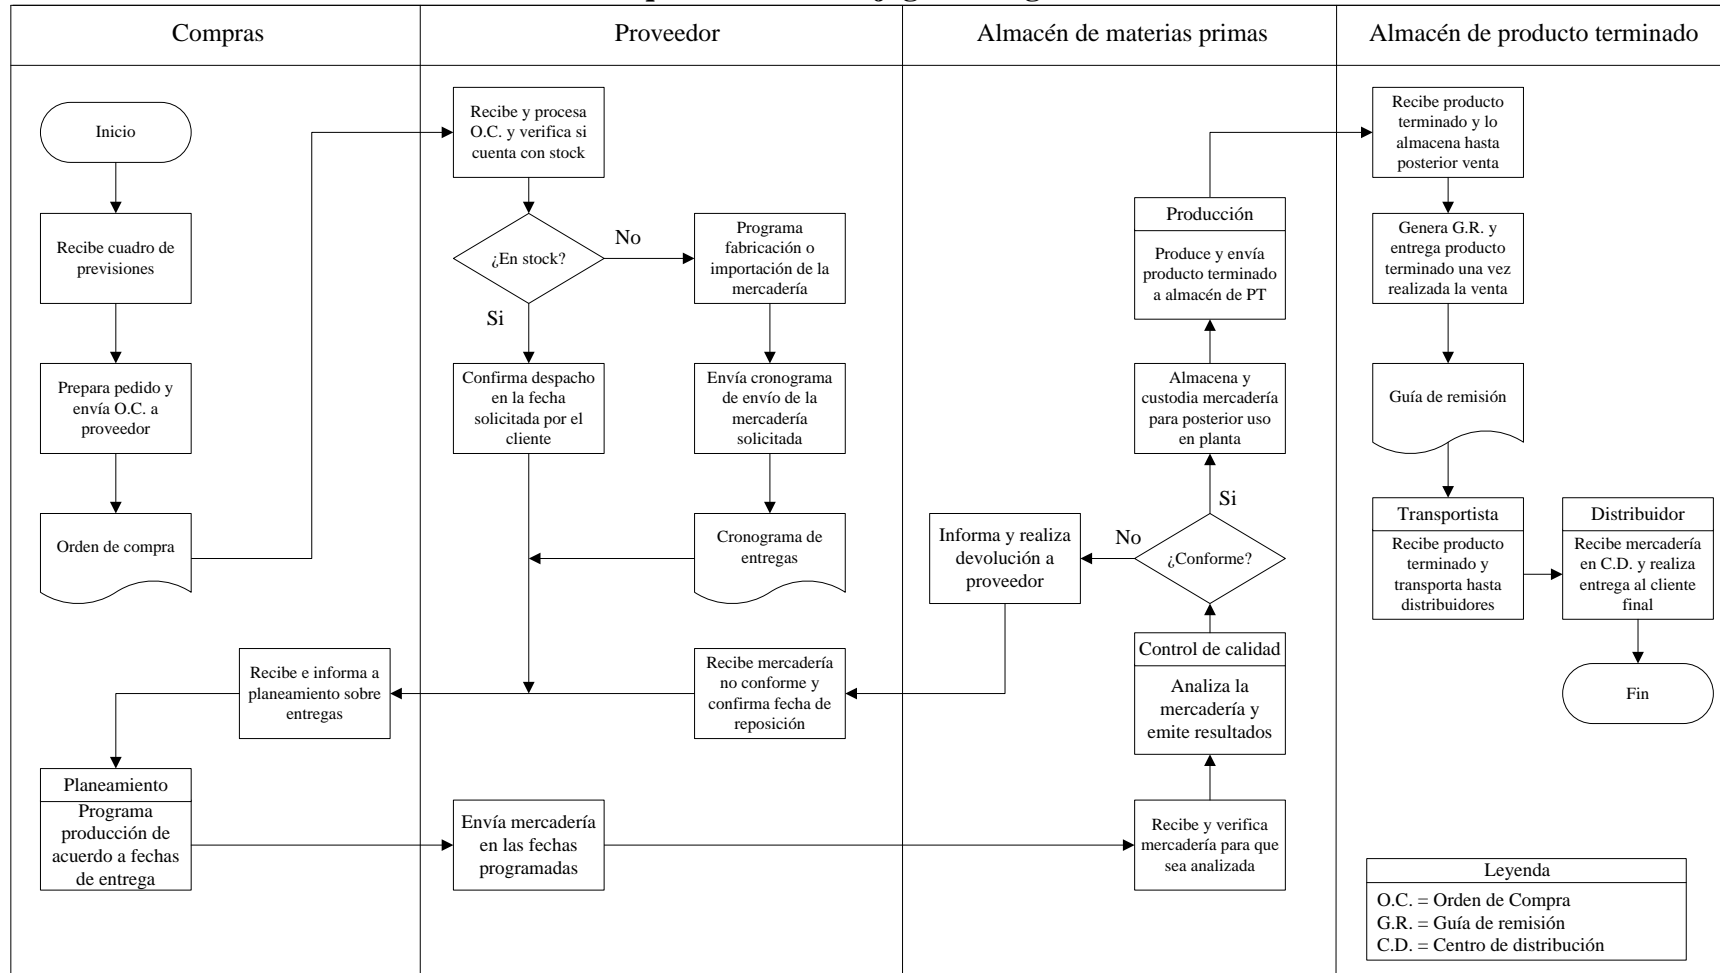 Compras
Proveedor
Almacén de materias primas
Almacén de producto terminado
Inicio
Recibe cuadro de
previsiones
Prepara pedido y
envía O.C. a
proveedor
Orden de compra
Recibe e informa a
planeamiento sobre
entregas
Planeamiento
Programa
producción de
acuerdo a fechas
de entrega
Recibe y procesa
O.C. y verifica si
cuenta con stock
¿En stock?
No
Si
Programa
fabricación o
importación de la
mercadería
Confirma despacho
en la fecha
solicitada por el
cliente
Envía cronograma
de envío de la
mercadería
solicitada
Cronograma de
entregas
Recibe mercadería
no conforme y
confirma fecha de
reposición
Envía mercadería
en las fechas
programadas
Producción
Produce y envía
producto terminado
a almacén de PT
Almacena y
custodia mercadería
para posterior uso
en planta
Si
No
¿Conforme?
Informa y realiza
devolución a
proveedor
Control de calidad
Analiza la
mercadería y
emite resultados
Recibe y verifica
mercadería para que
sea analizada
Recibe producto
terminado y lo
almacena hasta
posterior venta
Genera G.R. y
entrega producto
terminado una vez
realizada la venta
Guía de remisión
Transportista
Recibe producto
terminado y
transporta hasta
distribuidores
Distribuidor
Recibe mercadería
en C.D. y realiza
entrega al cliente
final
Fin
Leyenda
O.C. = Orden de Compra
G.R. = Guía de remisión
C.D. = Centro de distribución